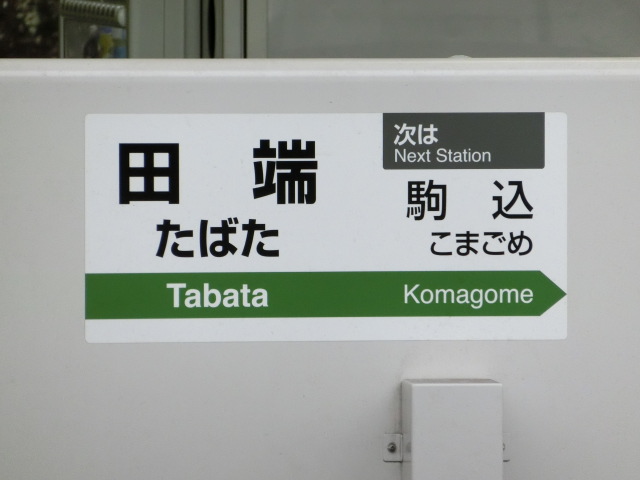 田端
たばた
Tabata
次は
Next Station
駒込
こまごめ
Komagome